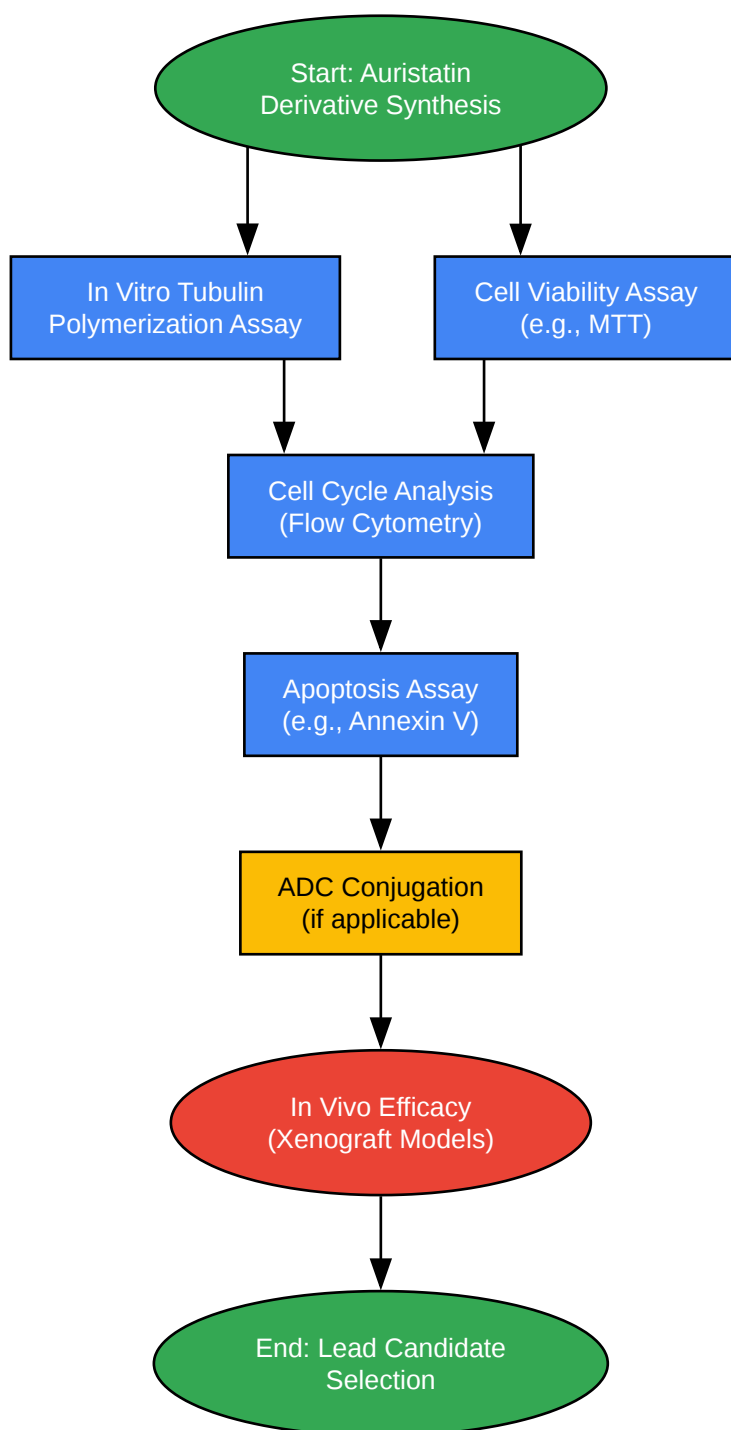 Start: Auristatin
Derivative Synthesis
In Vitro Tubulin
Polymerization Assay
Cell Viability Assay
(e.g., MTT)
Cell Cycle Analysis
(Flow Cytometry)
Apoptosis Assay
(e.g., Annexin V)
ADC Conjugation
(if applicable)
In Vivo Efficacy
(Xenograft Models)
End: Lead Candidate
Selection